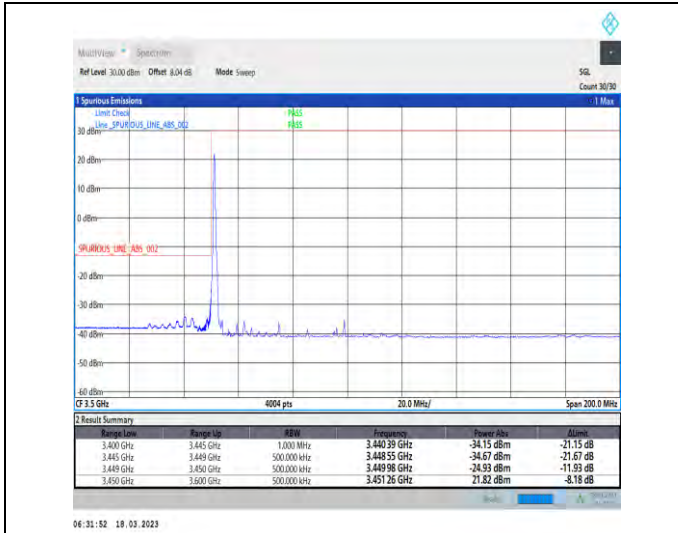 MultiView Spectrum
Ref Level 30.00 dBm Offset 8.04 dB Mode Sweep SGL
Count 30/30
1 Spurious Emissions 1 Max
Limit Check PASS
Line _SPURIOUS_LINE_ABS_002 PASS
30 dBm
20 dBm
10 dBm
0 dBm
SPURIOUS_LINE_ABS_002
-20 dBm
-30 dBm
-40 dBm
-50 dBm
-60 dBm
CF 3.5 GHz 4004 pts 20.0 MHz/ Span 200.0 MHz
2 Result Summary
Range Low Range Up RBW Frequency Power Abs ΔLimit
3.400 GHz 3.445 GHz 1.000 MHz 3.440 39 GHz -34.15 dBm -21.15 dB
3.445 GHz 3.449 GHz 500.000 kHz 3.448 55 GHz -34.67 dBm -21.67 dB
3.449 GHz 3.450 GHz 500.000 kHz 3.449 98 GHz -24.93 dBm -11.93 dB
3.450 GHz 3.600 GHz 500.000 kHz 3.451 26 GHz 21.82 dBm -8.18 dB
Ready
06:31:52 18.03.2023